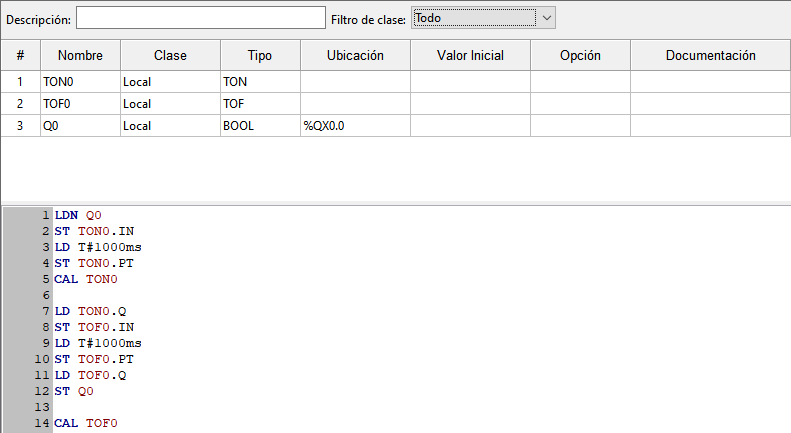 Descripción: Filtro de clase: Todo
# Nombre Clase Tipo Ubicación Valor Inicial Opción Documentación
1 TON0 Local TON
2 TOF0 Local TOF
3 Q0 Local BOOL %QX0.0
1 LDN Q0
2 ST TON0.IN
3 LD T#1000ms
4 ST TON0.PT
5 CAL TON0
6
7 LD TON0.Q
8 ST TOF0.IN
9 LD T#1000ms
10 ST TOF0.PT
11 LD TOF0.Q
12 ST Q0
13
14 CAL TOF0